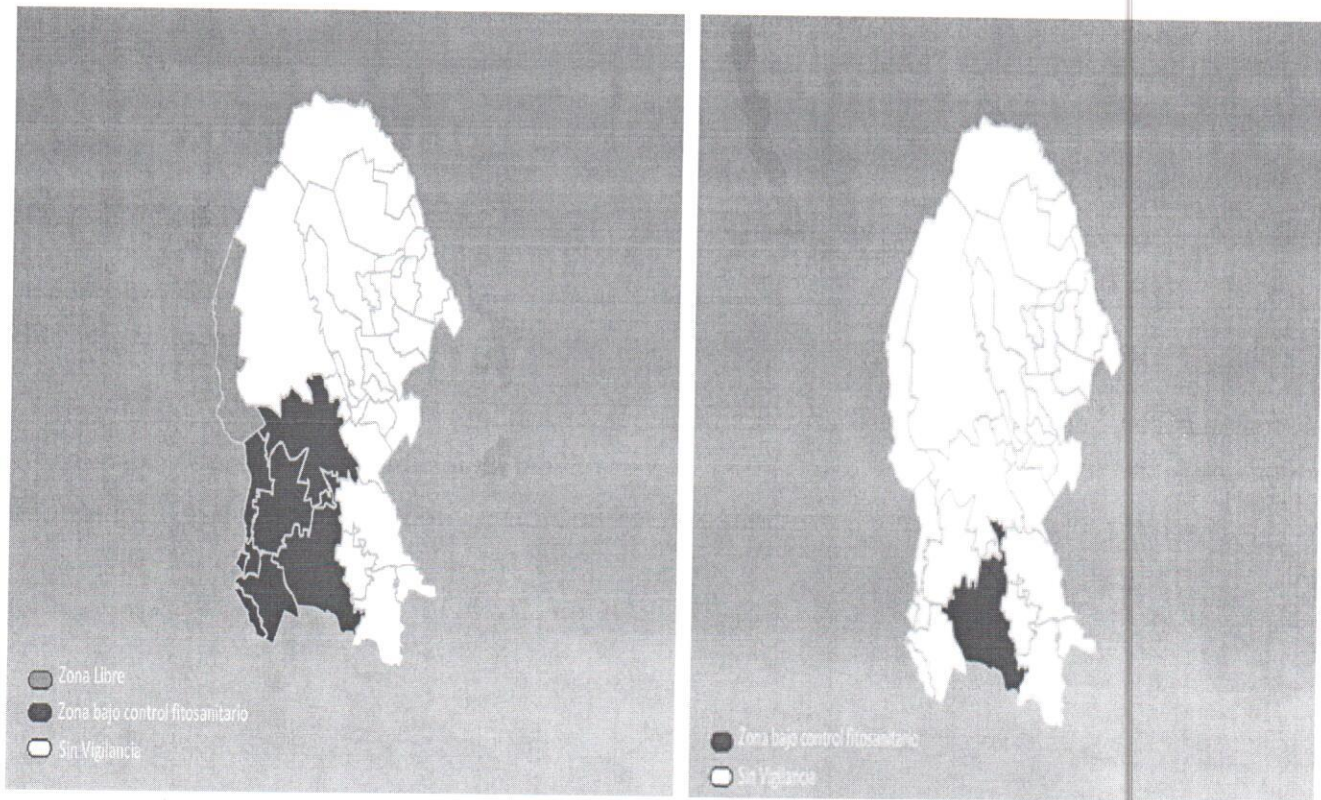 Zona Libre
Zona bajo control fitosanitario
Sin Vigilancia
Zona bajo control fitosanitario
Sin Vigilancia